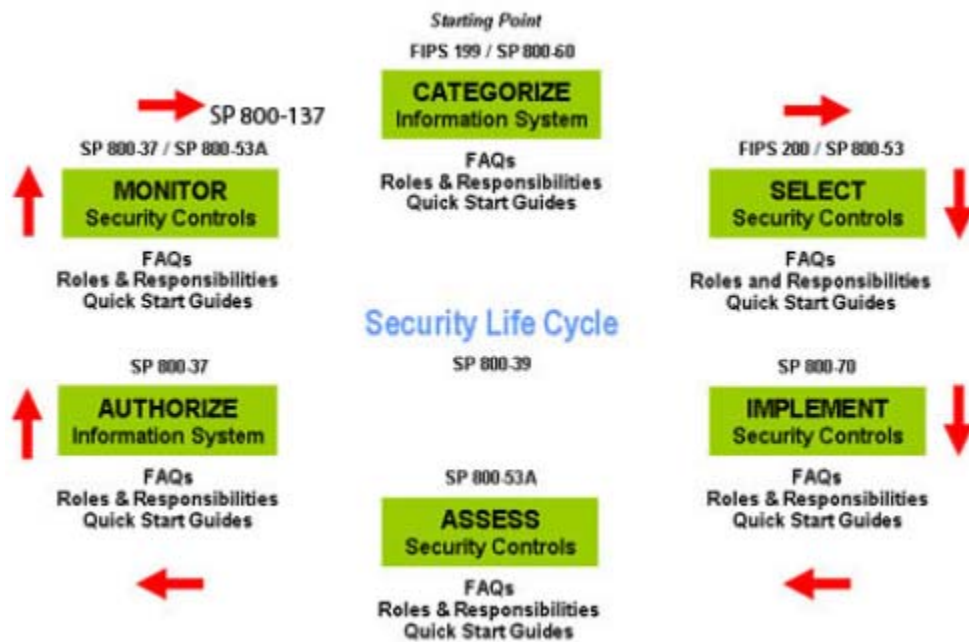 Starting Point
FIPS 199 / SP 800-60
CATEGORIZE
Information System
FAQs
Roles & Responsibilities
Quick Start Guides
SP 800-137
SP 800-37 / SP 800-53A
MONITOR
Security Controls
FAQs
Roles & Responsibilities
Quick Start Guides
FIPS 200 / SP 800-53
SELECT
Security Controls
FAQs
Roles and Responsibilities
Quick Start Guides
Security Life Cycle
SP 800-39
SP 800-37
AUTHORIZE
Information System
FAQs
Roles & Responsibilities
Quick Start Guides
SP 800-70
IMPLEMENT
Security Controls
FAQs
Roles & Responsibilities
Quick Start Guides
SP 800-53A
ASSESS
Security Controls
FAQs
Roles & Responsibilities
Quick Start Guides